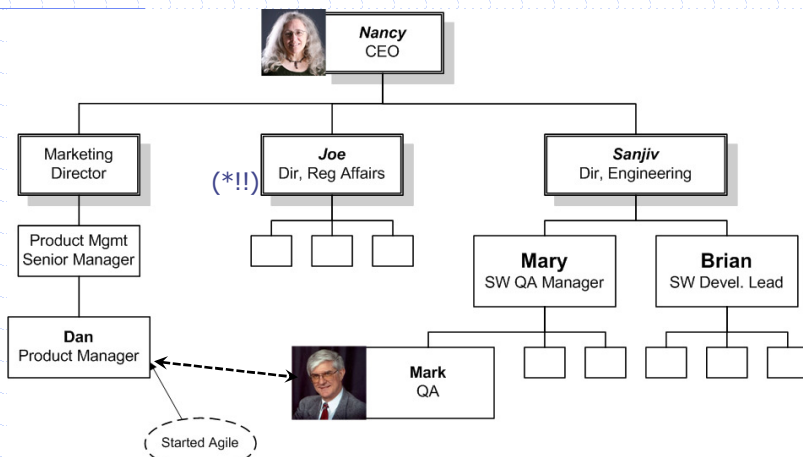 Nancy
CEO
Marketing
Director
(*!!)
Joe
Dir, Reg Affairs
Sanjiv
Dir, Engineering
Product Mgmt
Senior Manager
Mary
SW QA Manager
Brian
SW Devel. Lead
Dan
Product Manager
Mark
QA
Started Agile